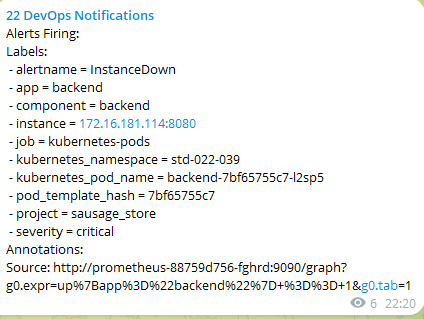 22 DevOps Notifications
Alerts Firing:
Labels:
- alertname = InstanceDown
- app = backend
- component = backend
- instance = 172.16.181.114:8080
- job = kubernetes-pods
- kubernetes_namespace = std-022-039
- kubernetes_pod_name = backend-7bf65755c7-l2sp5
- pod_template_hash = 7bf65755c7
- project = sausage_store
- severity = critical
Annotations:
Source: http://prometheus-88759d756-fghrd:9090/graph?
g0.expr=up%7Bapp%3D%22backend%22%7D+%3D%3D+1&g0.tab=1
6 22:20